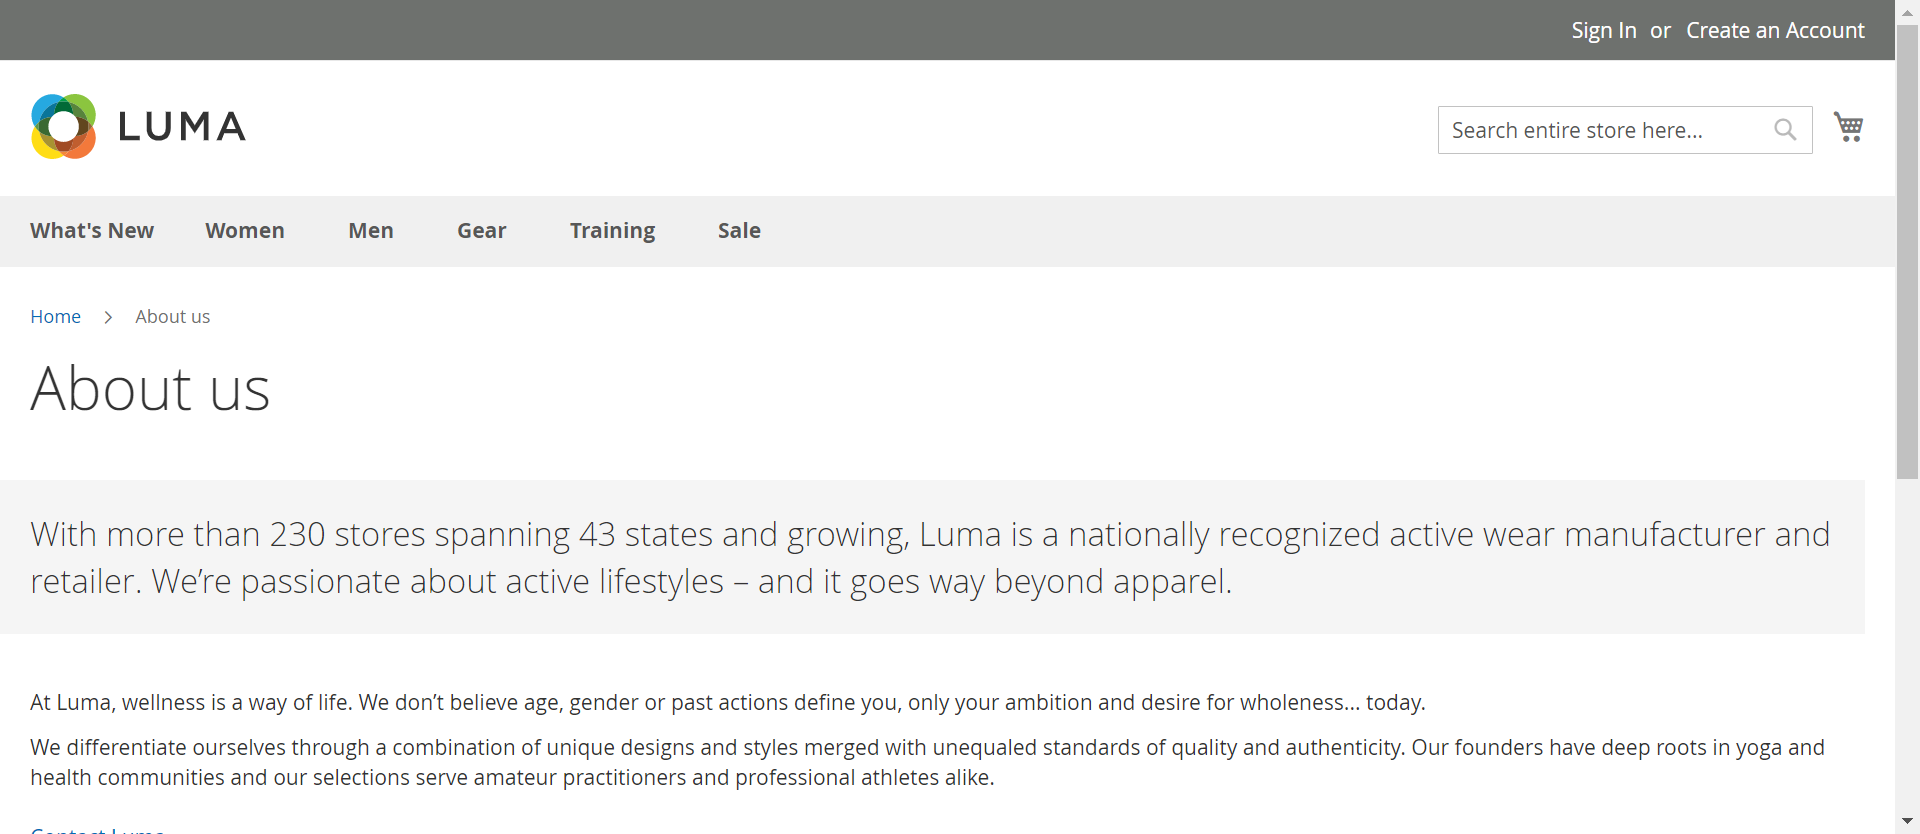 Sign In or Create an Account
LUMA
Search entire store here...
What's New Women Men Gear Training Sale
Home > About us
About us
With more than 230 stores spanning 43 states and growing, Luma is a nationally recognized active wear manufacturer and
retailer. We’re passionate about active lifestyles – and it goes way beyond apparel.
At Luma, wellness is a way of life. We don’t believe age, gender or past actions define you, only your ambition and desire for wholeness... today.
We differentiate ourselves through a combination of unique designs and styles merged with unequaled standards of quality and authenticity. Our founders have deep roots in yoga and
health communities and our selections serve amateur practitioners and professional athletes alike.
Contact Luma